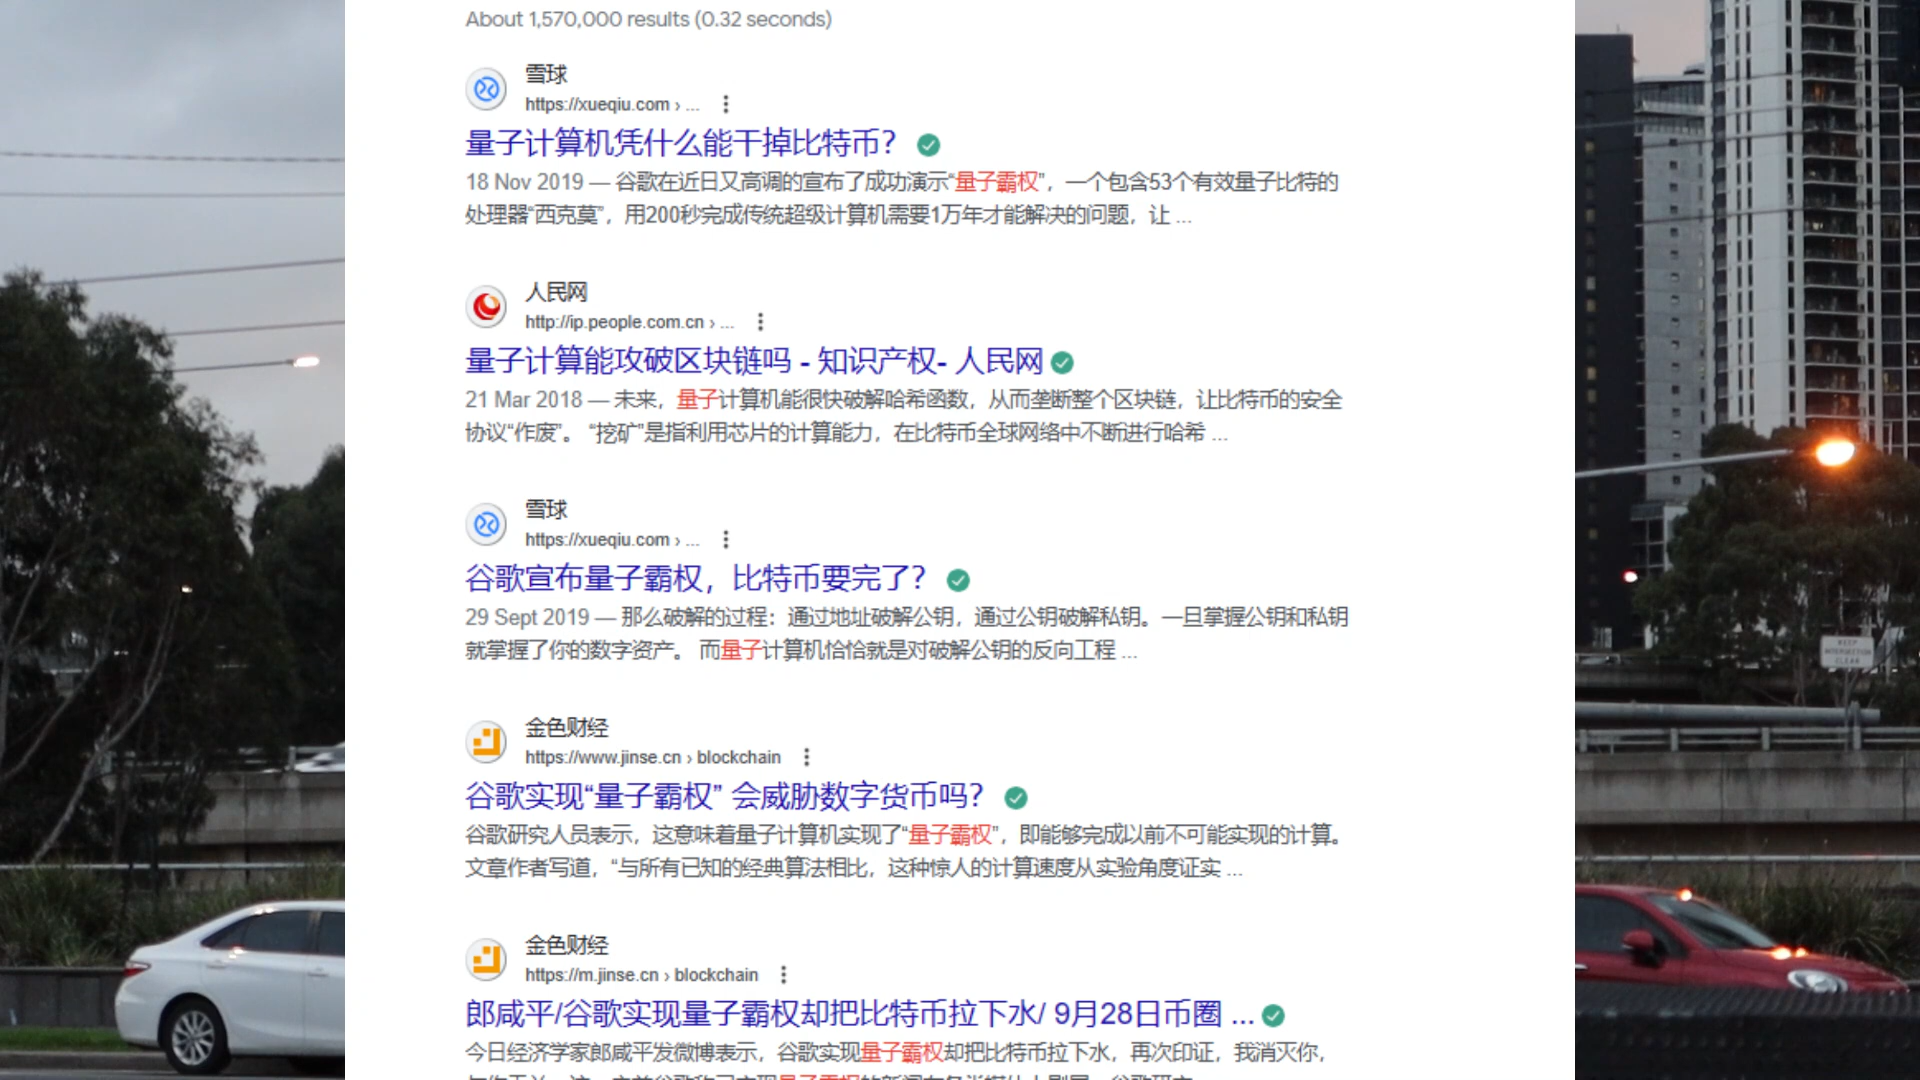 About 1,570,000 results (0.32 seconds)
雪球
https://xueqiu.com › ...
量子计算机凭什么能干掉比特币？
18 Nov 2019 — 谷歌在近日又高调的宣布了成功演示“量子霸权”，一个包含53个有效量子比特的
处理器“西克莫”，用200秒完成传统超级计算机需要1万年才能解决的问题，让 ...
人民网
http://ip.people.com.cn › ...
量子计算能攻破区块链吗 - 知识产权- 人民网
21 Mar 2018 — 未来，量子计算机能很快破解哈希函数，从而垄断整个区块链，让比特币的安全
协议“作废”。 “挖矿”是指利用芯片的计算能力，在比特币全球网络中不断进行哈希 ...
雪球
https://xueqiu.com › ...
谷歌宣布量子霸权，比特币要完了？
29 Sept 2019 — 那么破解的过程：通过地址破解公钥，通过公钥破解私钥。一旦掌握公钥和私钥
就掌握了你的数字资产。 而量子计算机恰恰就是对破解公钥的反向工程 ...
金色财经
https://www.jinse.cn › blockchain
谷歌实现“量子霸权” 会威胁数字货币吗？
谷歌研究人员表示，这意味着量子计算机实现了“量子霸权”，即能够完成以前不可能实现的计算。
文章作者写道，“与所有已知的经典算法相比，这种惊人的计算速度从实验角度证实 ...
金色财经
https://m.jinse.cn › blockchain
郎咸平/谷歌实现量子霸权却把比特币拉下水/ 9月28日币圈 ...
今日经济学家郎咸平发微博表示，谷歌实现量子霸权却把比特币拉下水，再次印证，我消灭你，
KEEP
INTERSECTION
CLEAR